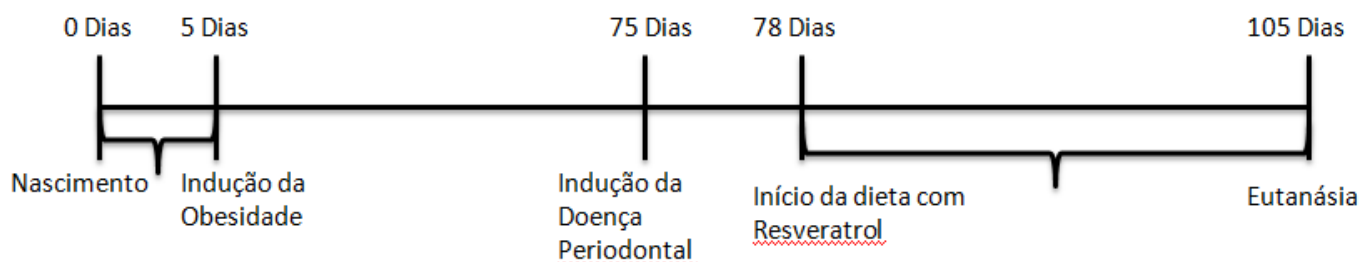 0 Dias
5 Dias
75 Dias
78 Dias
105 Dias
Nascimento
Indução da
Obesidade
Indução da
Doença
Periodontal
Início da dieta com
Resveratrol
Eutanásia